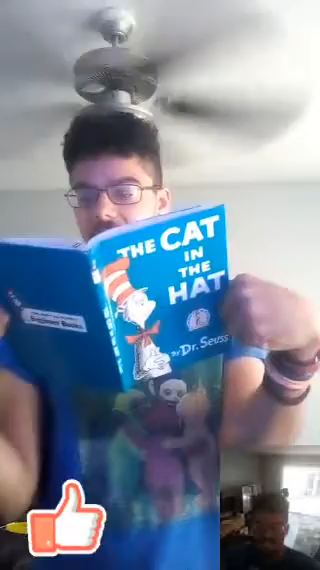 THE CAT
IN
THE
HAT
BY Dr. Seuss
Beginner Books